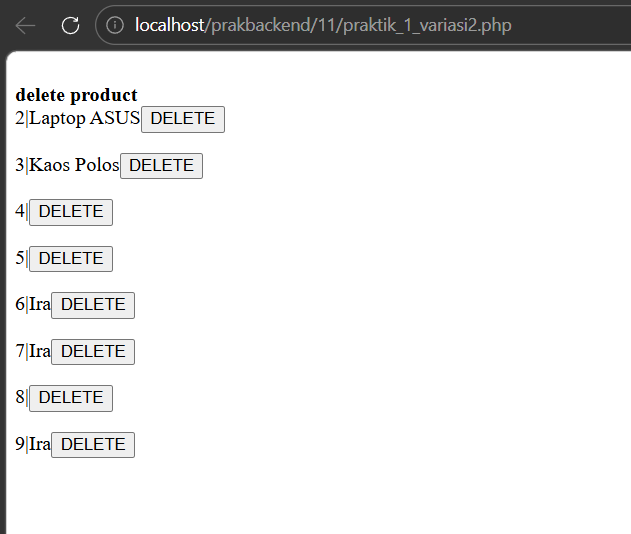 localhost/prakbackend/11/praktik_1_variasi2.php
delete product
2|Laptop ASUS DELETE
3|Kaos Polos DELETE
4| DELETE
5| DELETE
6|Ira DELETE
7|Ira DELETE
8| DELETE
9|Ira DELETE